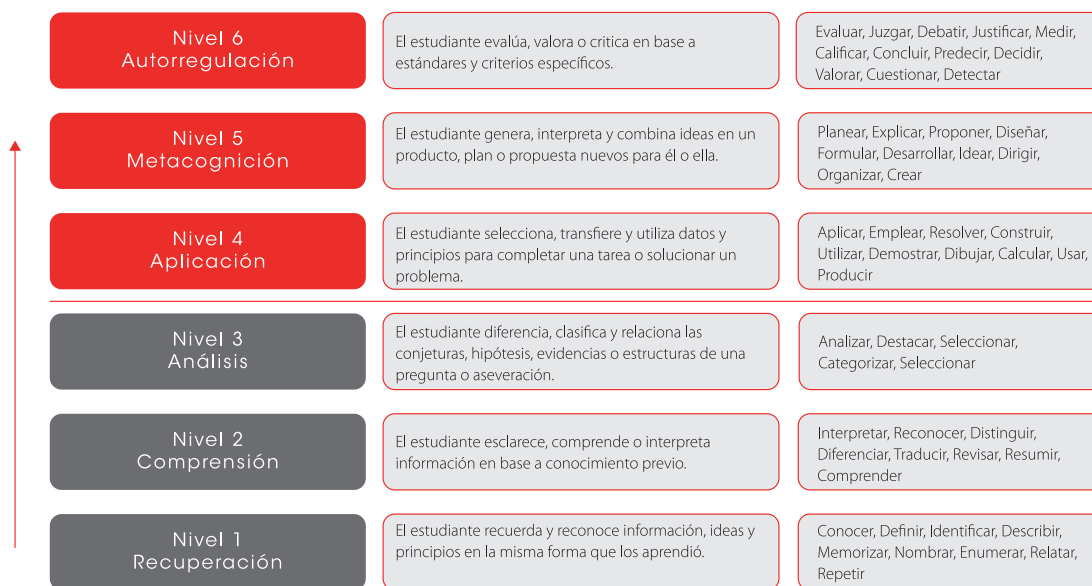 Nivel 6
Autorregulación
El estudiante evalúa, valora o critica en base a
estándares y criterios específicos.
Evaluar, Juzgar, Debatir, Justificar, Medir,
Calificar, Concluir, Predecir, Decidir,
Valorar, Cuestionar, Detectar
Nivel 5
Metacognición
El estudiante genera, interpreta y combina ideas en un
producto, plan o propuesta nuevos para él o ella.
Planear, Explicar, Proponer, Diseñar,
Formular, Desarrollar, Idear, Dirigir,
Organizar, Crear
Nivel 4
Aplicación
El estudiante selecciona, transfiere y utiliza datos y
principios para completar una tarea o solucionar un
problema.
Aplicar, Emplear, Resolver, Construir,
Utilizar, Demostrar, Dibujar, Calcular, Usar,
Producir
Nivel 3
Análisis
El estudiante diferencia, clasifica y relaciona las
conjeturas, hipótesis, evidencias o estructuras de una
pregunta o aseveración.
Analizar, Destacar, Seleccionar,
Categorizar, Seleccionar
Nivel 2
Comprensión
El estudiante esclarece, comprende o interpreta
información en base a conocimiento previo.
Interpretar, Reconocer, Distinguir,
Diferenciar, Traducir, Revisar, Resumir,
Comprender
Nivel 1
Recuperación
El estudiante recuerda y reconoce información, ideas y
principios en la misma forma que los aprendió.
Conocer, Definir, Identificar, Describir,
Memorizar, Nombrar, Enumerar, Relatar,
Repetir